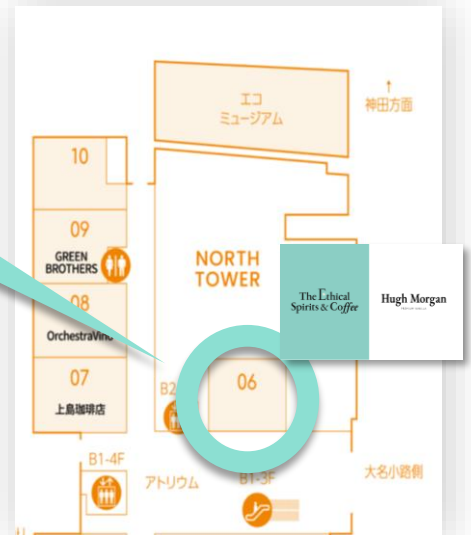 エコ
ミュージアム
↑
神田方面
10
09
GREEN
BROTHERS
NORTH
TOWER
The Ethical
Spirits & Coffee
Hugh Morgan
08
OrchestraVino
07
上島珈琲店
06
B2
B1-4F
アトリウム
B1-3F
大名小路側